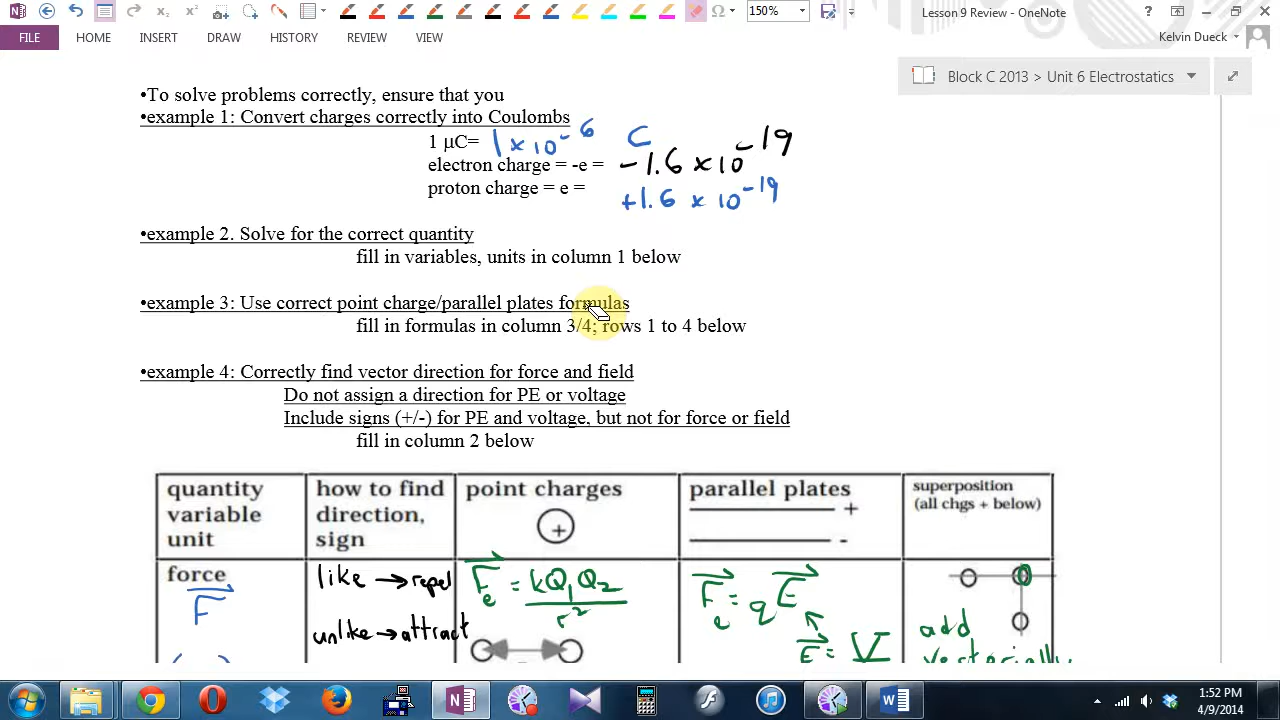 150%
Lesson 9 Review - OneNote
FILE HOME INSERT DRAW HISTORY REVIEW VIEW
Kelvin Dueck
Block C 2013 > Unit 6 Electrostatics
•To solve problems correctly, ensure that you
•example 1: Convert charges correctly into Coulombs
1 μC= 1 x 10⁻⁶ C
electron charge = -e = -1.6 x 10⁻¹⁹
proton charge = e = +1.6 x 10⁻¹⁹
•example 2. Solve for the correct quantity
fill in variables, units in column 1 below
•example 3: Use correct point charge/parallel plates formulas
fill in formulas in column 3/4; rows 1 to 4 below
•example 4: Correctly find vector direction for force and field
Do not assign a direction for PE or voltage
Include signs (+/-) for PE and voltage, but not for force or field
fill in column 2 below
quantity
variable
unit
how to find
direction,
sign
point charges
+
parallel plates
+
-
superposition
(all chgs + below)
force
F
like → repel
unlike → attract
Fe = kQ₁Q₂
r²
Fe = qE
E = V
add
vectorially
1:52 PM
4/9/2014